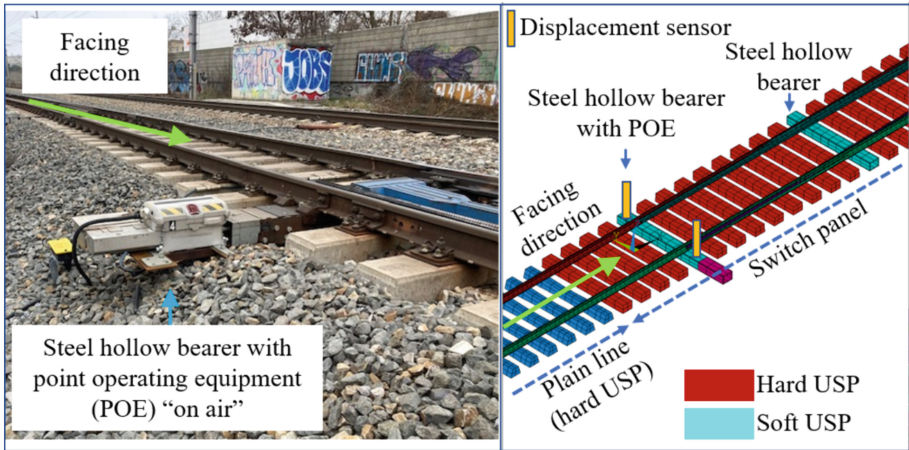 Facing
direction
JOBS
4
Steel hollow bearer with
point operating equipment
(POE) “on air”
Displacement sensor
Steel hollow
bearer
Steel hollow bearer
with POE
Facing
direction
Switch panel
Plain line
(hard USP)
Hard USP
Soft USP